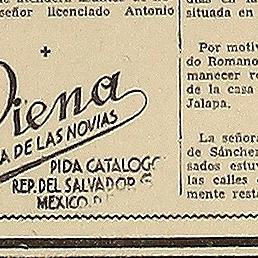 señor licenciado Antonio
Viena
A DE LAS NOVIAS
PIDA CATALOGO
REP. DEL SALVADOR
MEXICO, D.
situada en
Por motiv
do Romano
manecer re
de la casa
Jalapa.
La señora
de Sánchez
sados estuv
las calles
mente rest